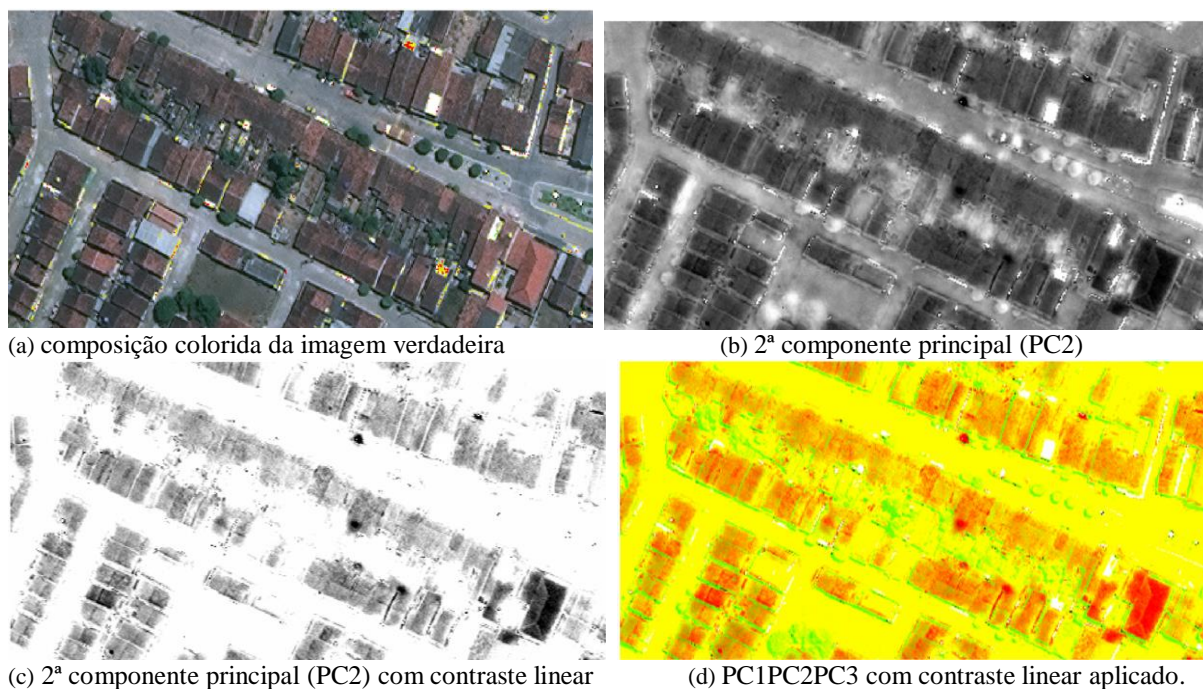 (a) composição colorida da imagem verdadeira
(b) 2ª componente principal (PC2)
(c) 2ª componente principal (PC2) com contraste linear
(d) PC1PC2PC3 com contraste linear aplicado.